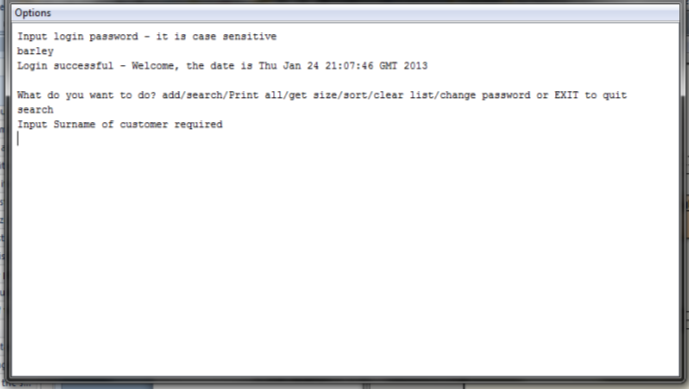 Options
Input login password - it is case sensitive
barley
Login successful - Welcome, the date is Thu Jan 24 21:07:46 GMT 2013
What do you want to do? add/search/Print all/get size/sort/clear list/change password or EXIT to quit
search
Input Surname of customer required